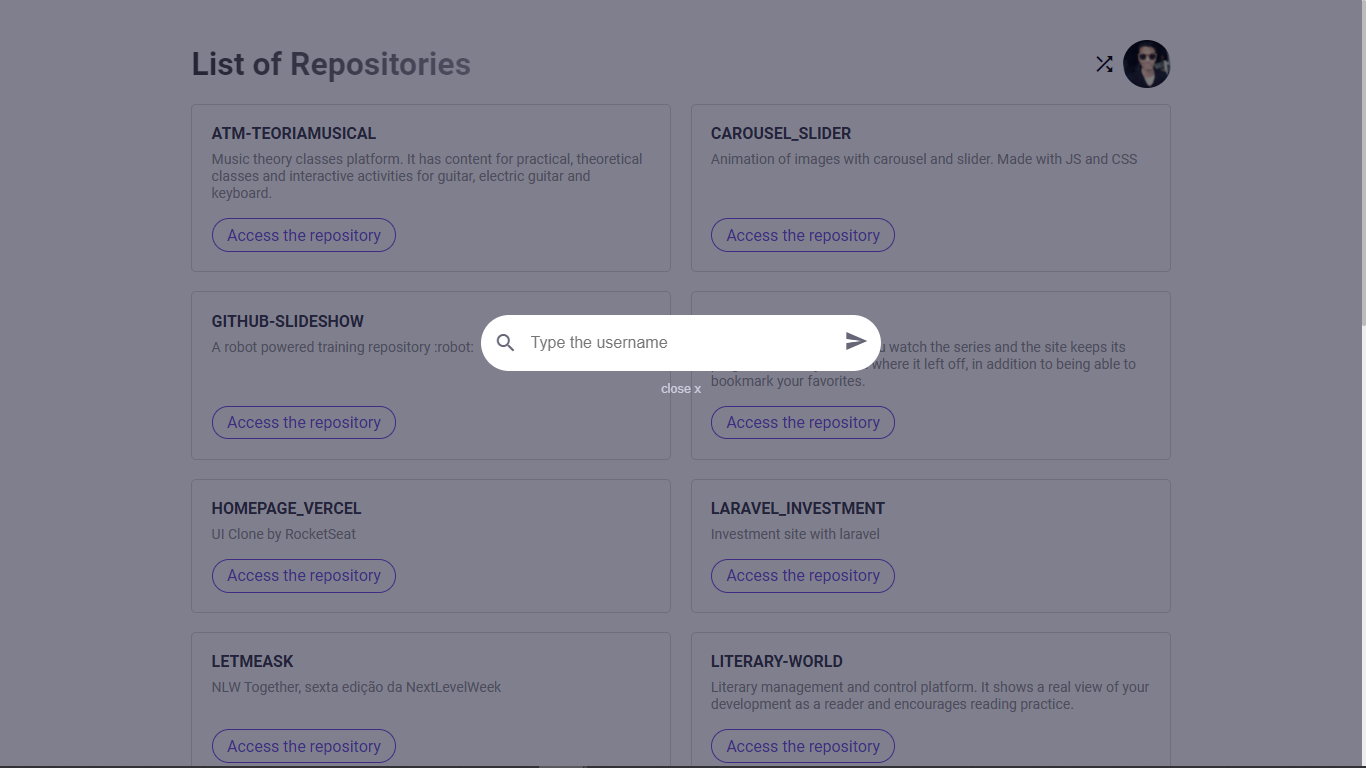 List of Repositories
ATM-TEORIAMUSICAL
Music theory classes platform. It has content for practical, theoretical
classes and interactive activities for guitar, electric guitar and
keyboard.
Access the repository
CAROUSEL_SLIDER
Animation of images with carousel and slider. Made with JS and CSS
Access the repository
GITHUB-SLIDESHOW
A robot powered training repository :robot:
Access the repository
watch the series and the site keeps its
where it left off, in addition to being able to
bookmark your favorites.
Access the repository
Type the username
close x
HOMEPAGE_VERCEL
UI Clone by RocketSeat
Access the repository
LARAVEL_INVESTMENT
Investment site with laravel
Access the repository
LETMEASK
NLW Together, sexta edição da NextLevelWeek
Access the repository
LITERARY-WORLD
Literary management and control platform. It shows a real view of your
development as a reader and encourages reading practice.
Access the repository